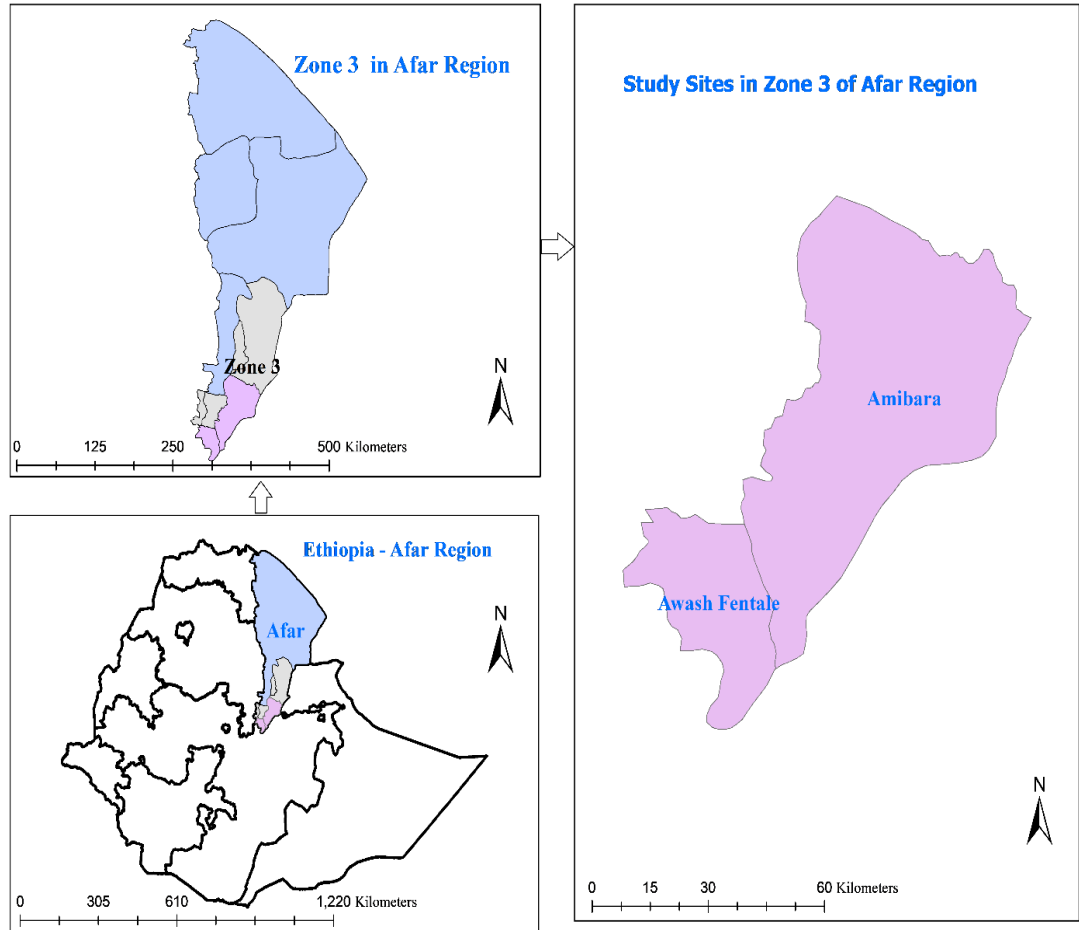 Zone 3 in Afar Region
Zone 3
N
0 125 250 500 Kilometers
Ethiopia - Afar Region
N
Afar
0 305 610 1,220 Kilometers
Study Sites in Zone 3 of Afar Region
Amibara
Awash Fentale
N
0 15 30 60 Kilometers